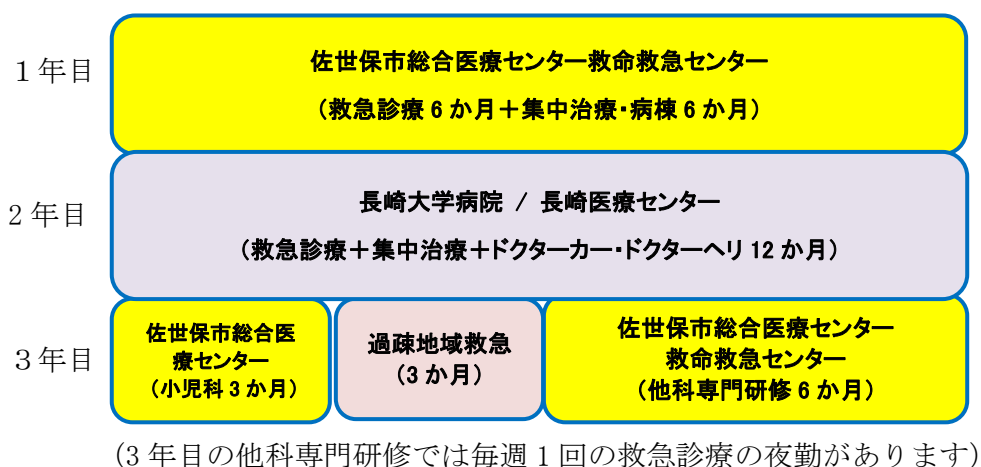 1年目
佐世保市総合医療センター救命救急センター
（救急診療 6 か月＋集中治療・病棟 6 か月）
2 年目
長崎大学病院 / 長崎医療センター
（救急診療＋集中治療＋ドクターカー・ドクターヘリ 12 か月）
3年目
佐世保市総合医
療センター
（小児科 3 か月）
過疎地域救急
（3 か月）
佐世保市総合医療センター
救命救急センター
（他科専門研修 6 か月）
(3 年目の他科専門研修では毎週 1 回の救急診療の夜勤があります)